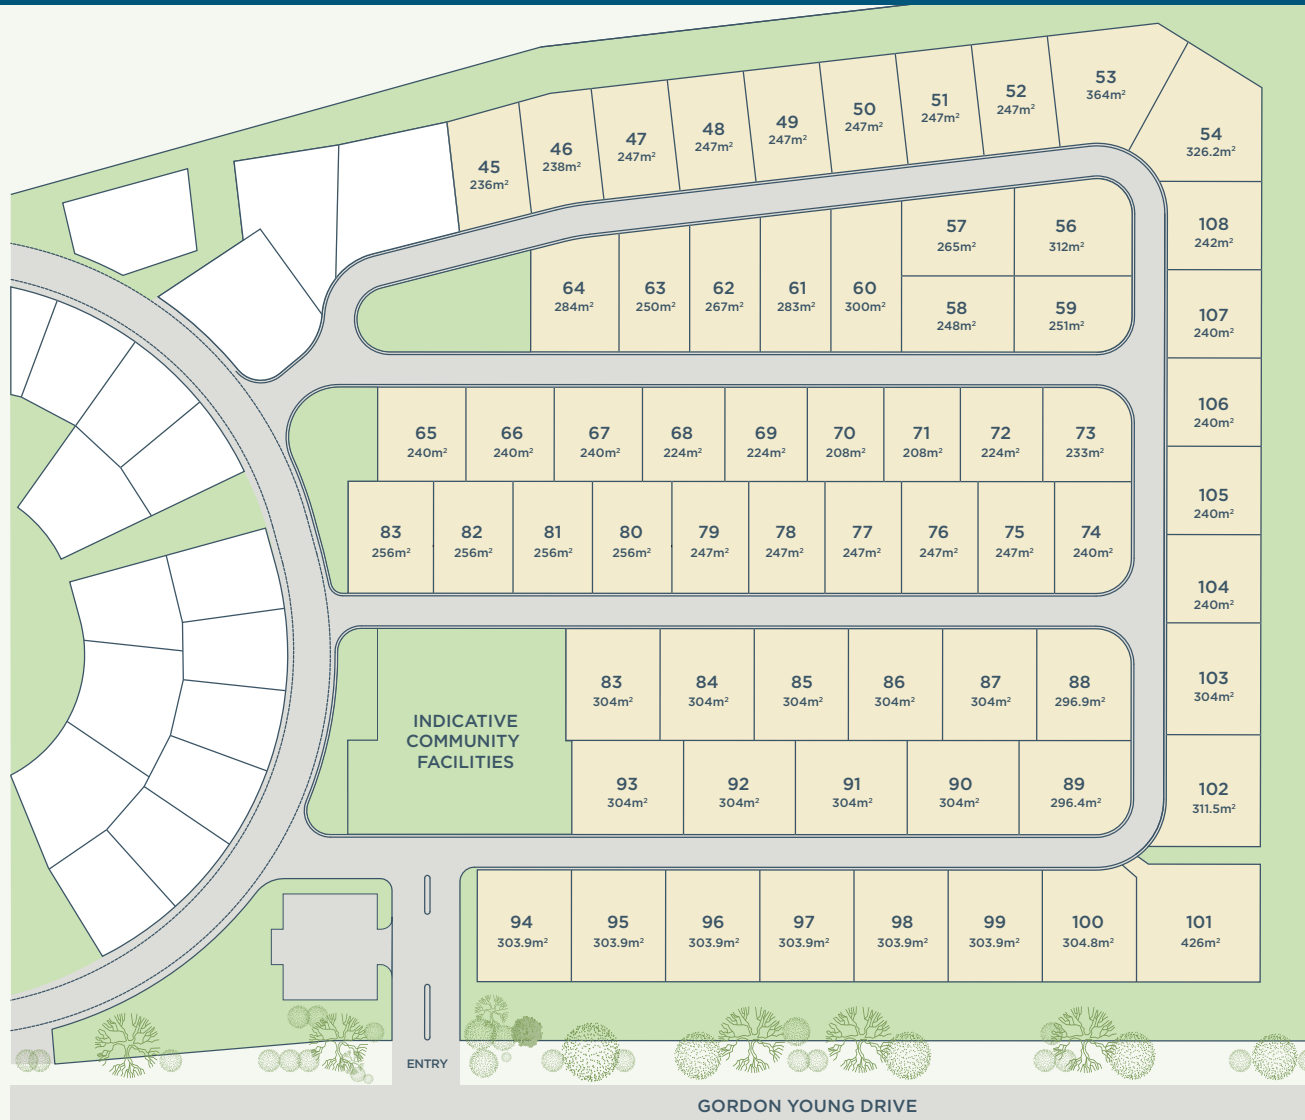 53
364m²
52
247m²
51
247m²
50
247m²
49
247m²
48
247m²
47
247m²
46
238m²
45
236m²
54
326.2m²
57
265m²
56
312m²
108
242m²
64
284m²
63
250m²
62
267m²
61
283m²
60
300m²
58
248m²
59
251m²
107
240m²
65
240m²
66
240m²
67
240m²
68
224m²
69
224m²
70
208m²
71
208m²
72
224m²
73
233m²
106
240m²
83
256m²
82
256m²
81
256m²
80
256m²
79
247m²
78
247m²
77
247m²
76
247m²
75
247m²
74
240m²
105
240m²
104
240m²
83
304m²
84
304m²
85
304m²
86
304m²
87
304m²
88
296.9m²
103
304m²
INDICATIVE
COMMUNITY
FACILITIES
93
304m²
92
304m²
91
304m²
90
304m²
89
296.4m²
102
311.5m²
94
303.9m²
95
303.9m²
96
303.9m²
97
303.9m²
98
303.9m²
99
303.9m²
100
304.8m²
101
426m²
ENTRY
GORDON YOUNG DRIVE